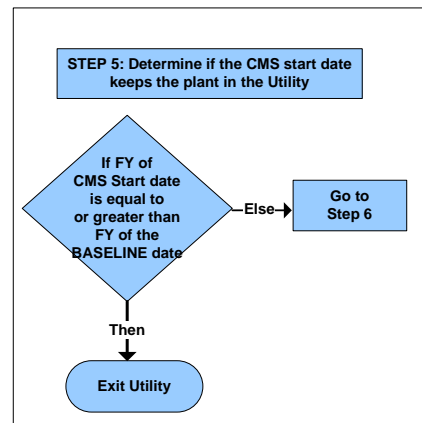 STEP 5: Determine if the CMS start date
keeps the plant in the Utility
If FY of
CMS Start date
is equal to
or greater than
FY of the
BASELINE date
Else
Go to
Step 6
Then
Exit Utility